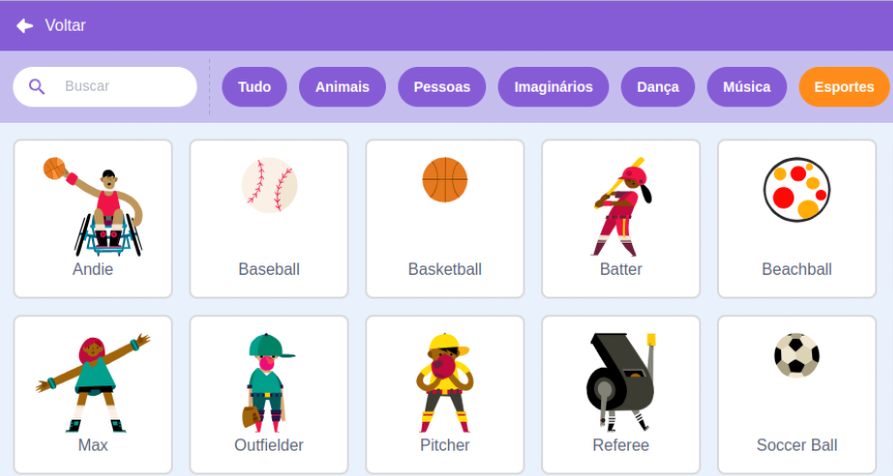 Voltar
Buscar
Tudo
Animais
Pessoas
Imaginários
Dança
Música
Esportes
Andie
Baseball
Basketball
Batter
Beachball
Max
Outfielder
Pitcher
Referee
Soccer Ball